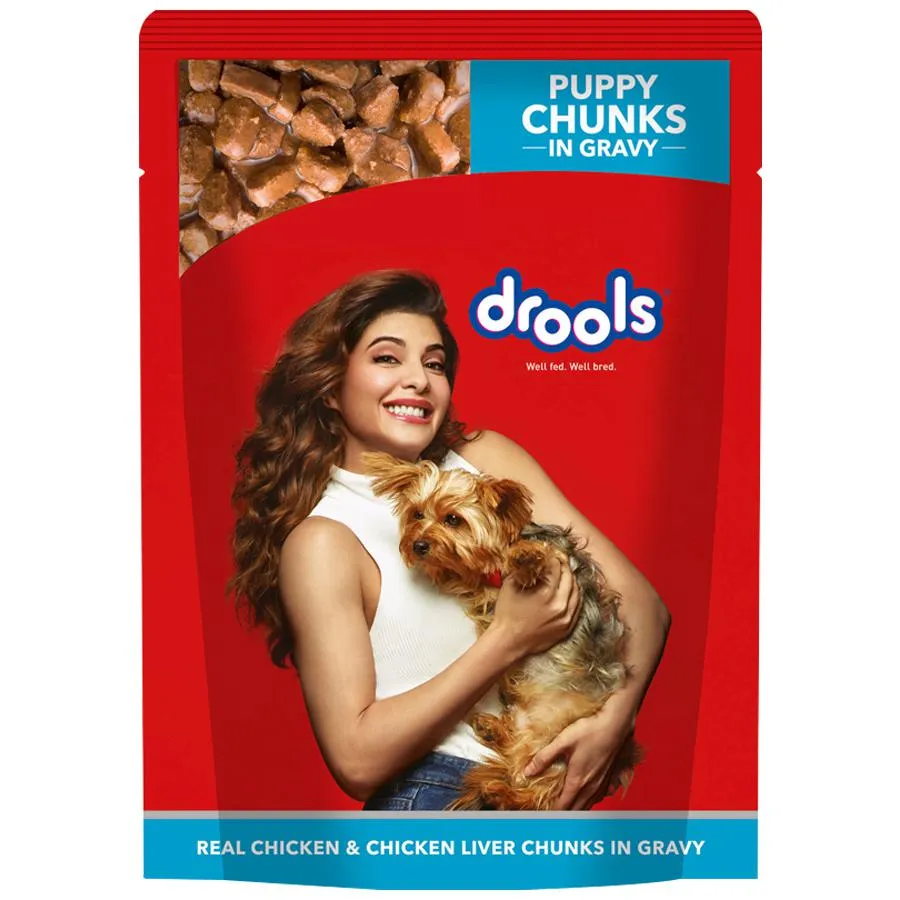 PUPPY
CHUNKS
IN GRAVY
drools
Well fed. Well bred.
REAL CHICKEN & CHICKEN LIVER CHUNKS IN GRAVY